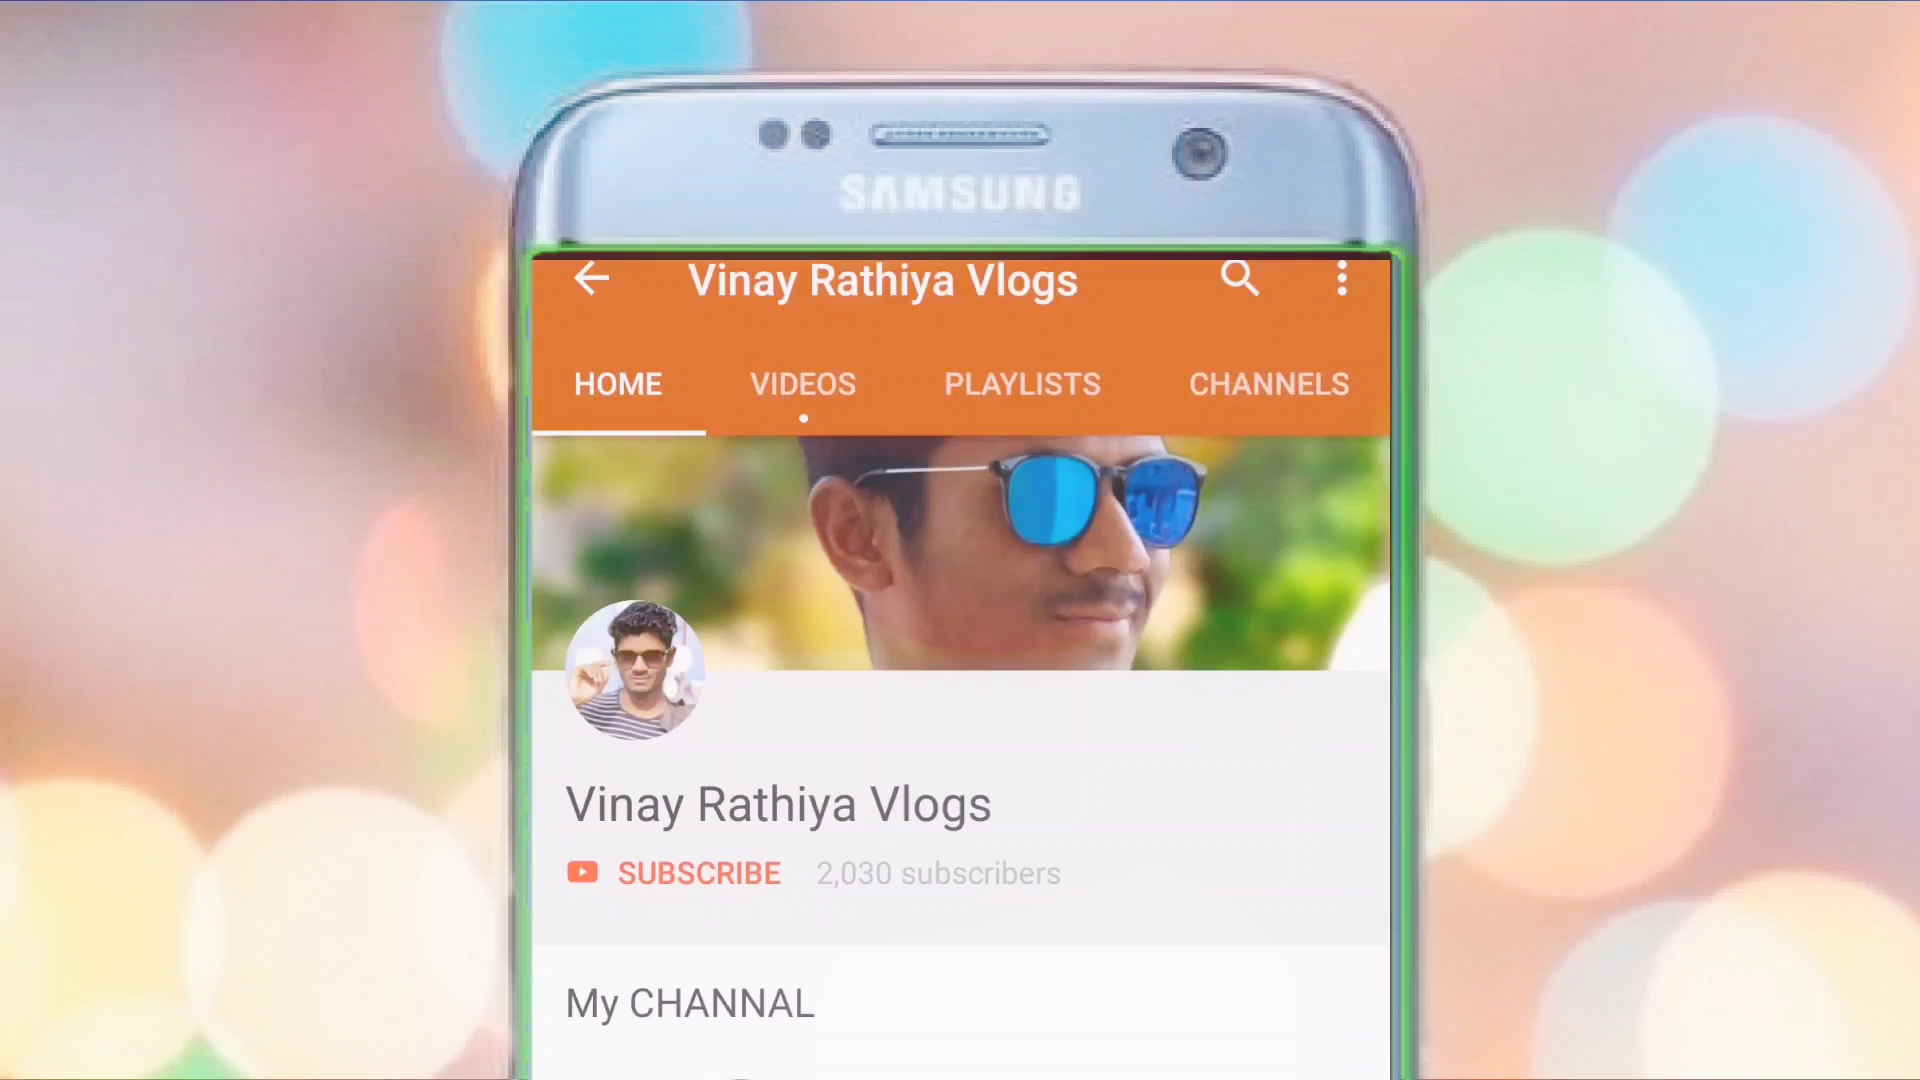 SAMSUNG
Vinay Rathiya Vlogs
HOME VIDEOS PLAYLISTS CHANNELS
Vinay Rathiya Vlogs
SUBSCRIBE 2,030 subscribers
My CHANNAL